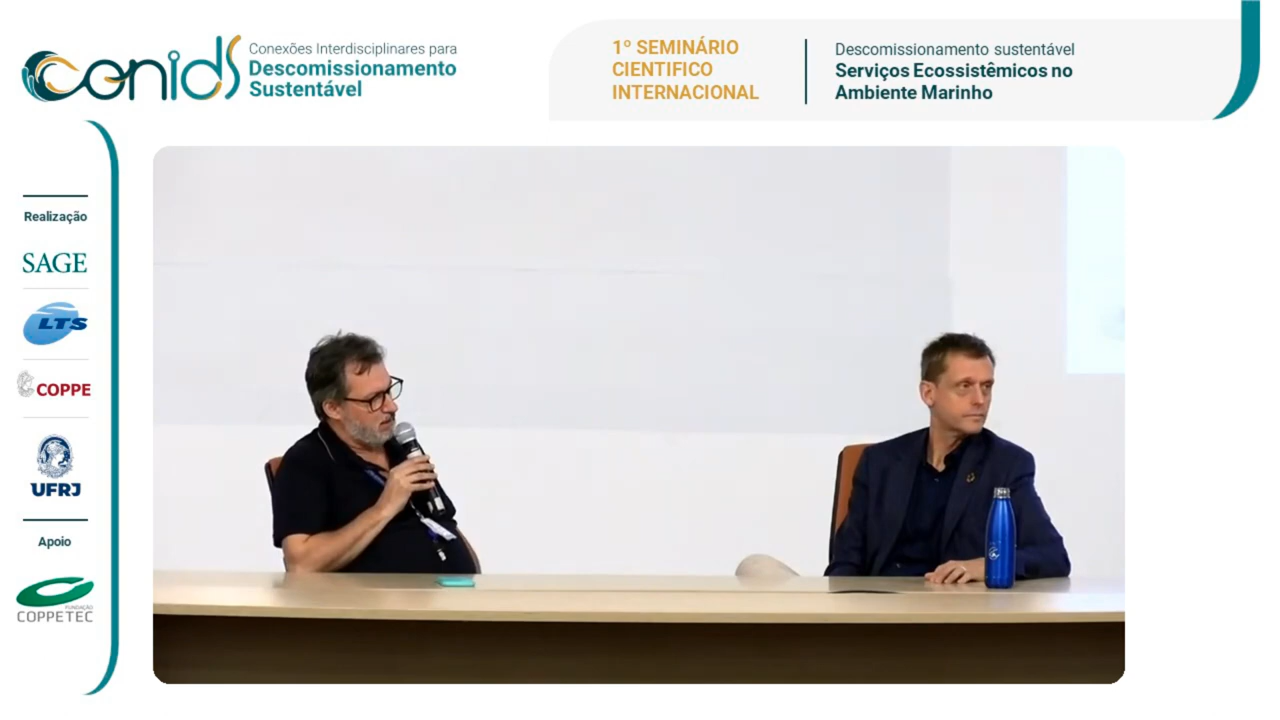 conids
Conexões Interdisciplinares para
Descomissionamento
Sustentável
1º SEMINÁRIO
CIENTIFICO
INTERNACIONAL
Descomissionamento sustentável
Serviços Ecossistêmicos no
Ambiente Marinho
Realização
SAGE
LTS
COPPE
UFRJ
Apoio
FUNDAÇÃO
COPPETEC